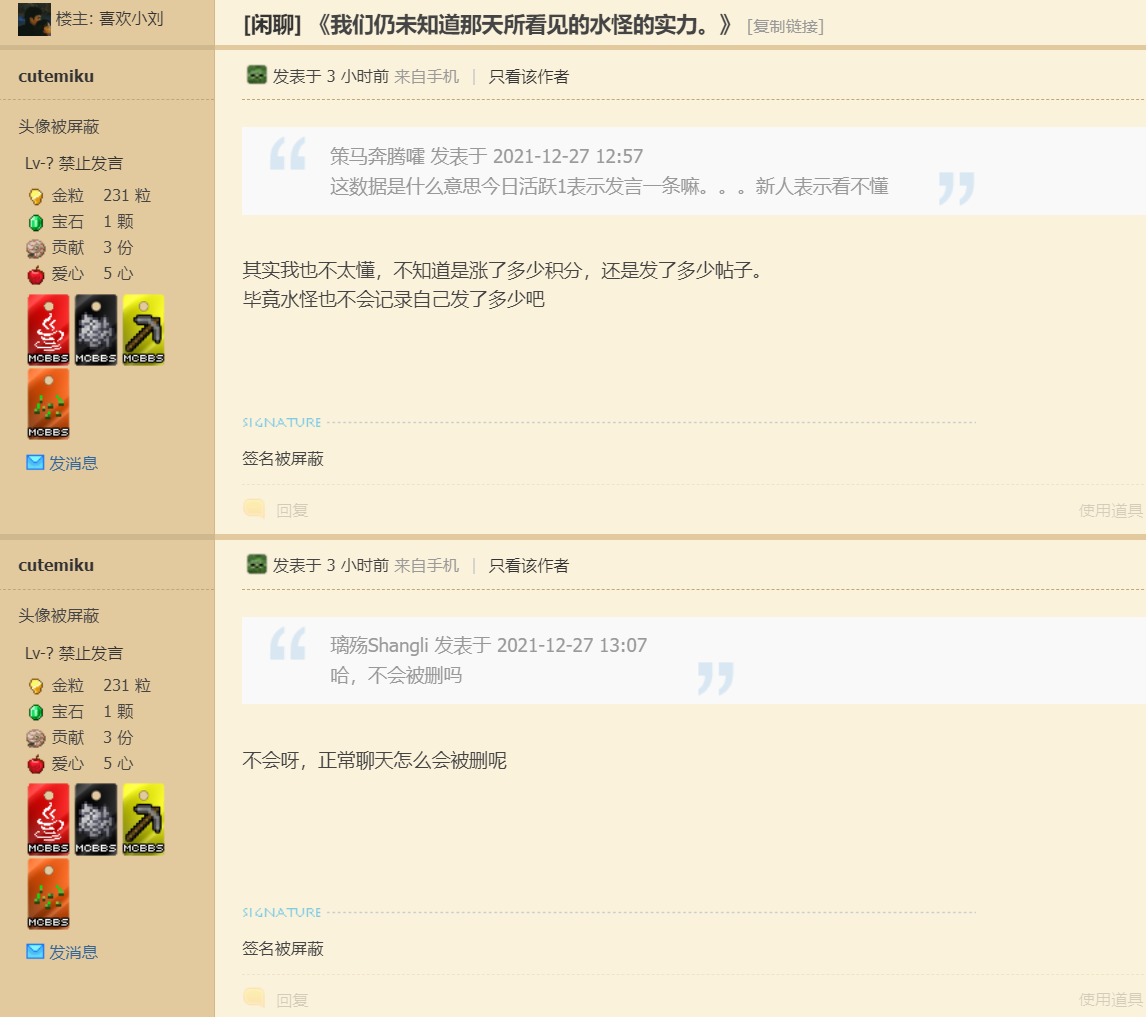 楼主: 喜欢小刘
[闲聊] 《我们仍未知道那天所看见的水怪的实力。》 [复制链接]
cutemiku
发表于 3 小时前 来自手机 | 只看该作者
头像被屏蔽
Lv-? 禁止发言
金粒 231 粒
宝石 1 颗
贡献 3 份
爱心 5 心
MCBBS MCBBS MCBBS
MCBBS
发消息
策马奔腾嚯 发表于 2021-12-27 12:57
这数据是什么意思今日活跃1表示发言一条嘛。。。新人表示看不懂
其实我也不太懂，不知道是涨了多少积分，还是发了多少帖子。
毕竟水怪也不会记录自己发了多少吧
SIGNATURE
签名被屏蔽
回复 使用道具
cutemiku
发表于 3 小时前 来自手机 | 只看该作者
头像被屏蔽
Lv-? 禁止发言
金粒 231 粒
宝石 1 颗
贡献 3 份
爱心 5 心
MCBBS MCBBS MCBBS
MCBBS
发消息
璃殇Shangli 发表于 2021-12-27 13:07
哈，不会被删吗
不会呀，正常聊天怎么会被删呢
SIGNATURE
签名被屏蔽
回复 使用道具